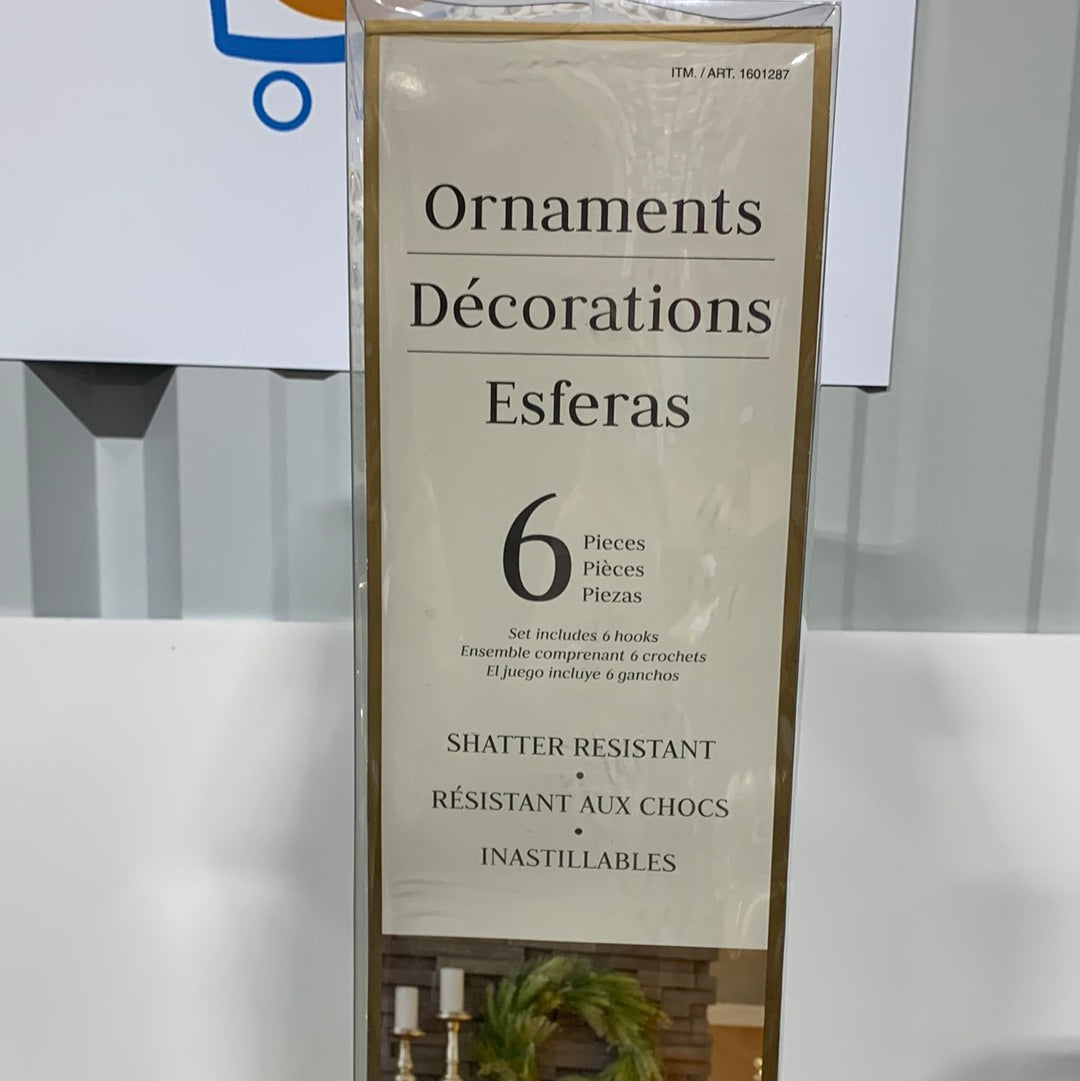 ITM. / ART. 1601287
Ornaments
Décorations
Esferas
6
Pieces
Pièces
Piezas
Set includes 6 hooks
Ensemble comprenant 6 crochets
El juego incluye 6 ganchos
SHATTER RESISTANT
•
RÉSISTANT AUX CHOCS
•
INASTILLABLES